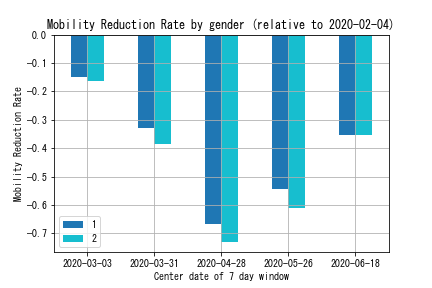 Mobility Reduction Rate by gender (relative to 2020-02-04)
0.0
-0.1
-0.2
-0.3
-0.4
-0.5
-0.6
-0.7
Mobility Reduction Rate
1
2
2020-03-03 2020-03-31 2020-04-28 2020-05-26 2020-06-18
Center date of 7 day window